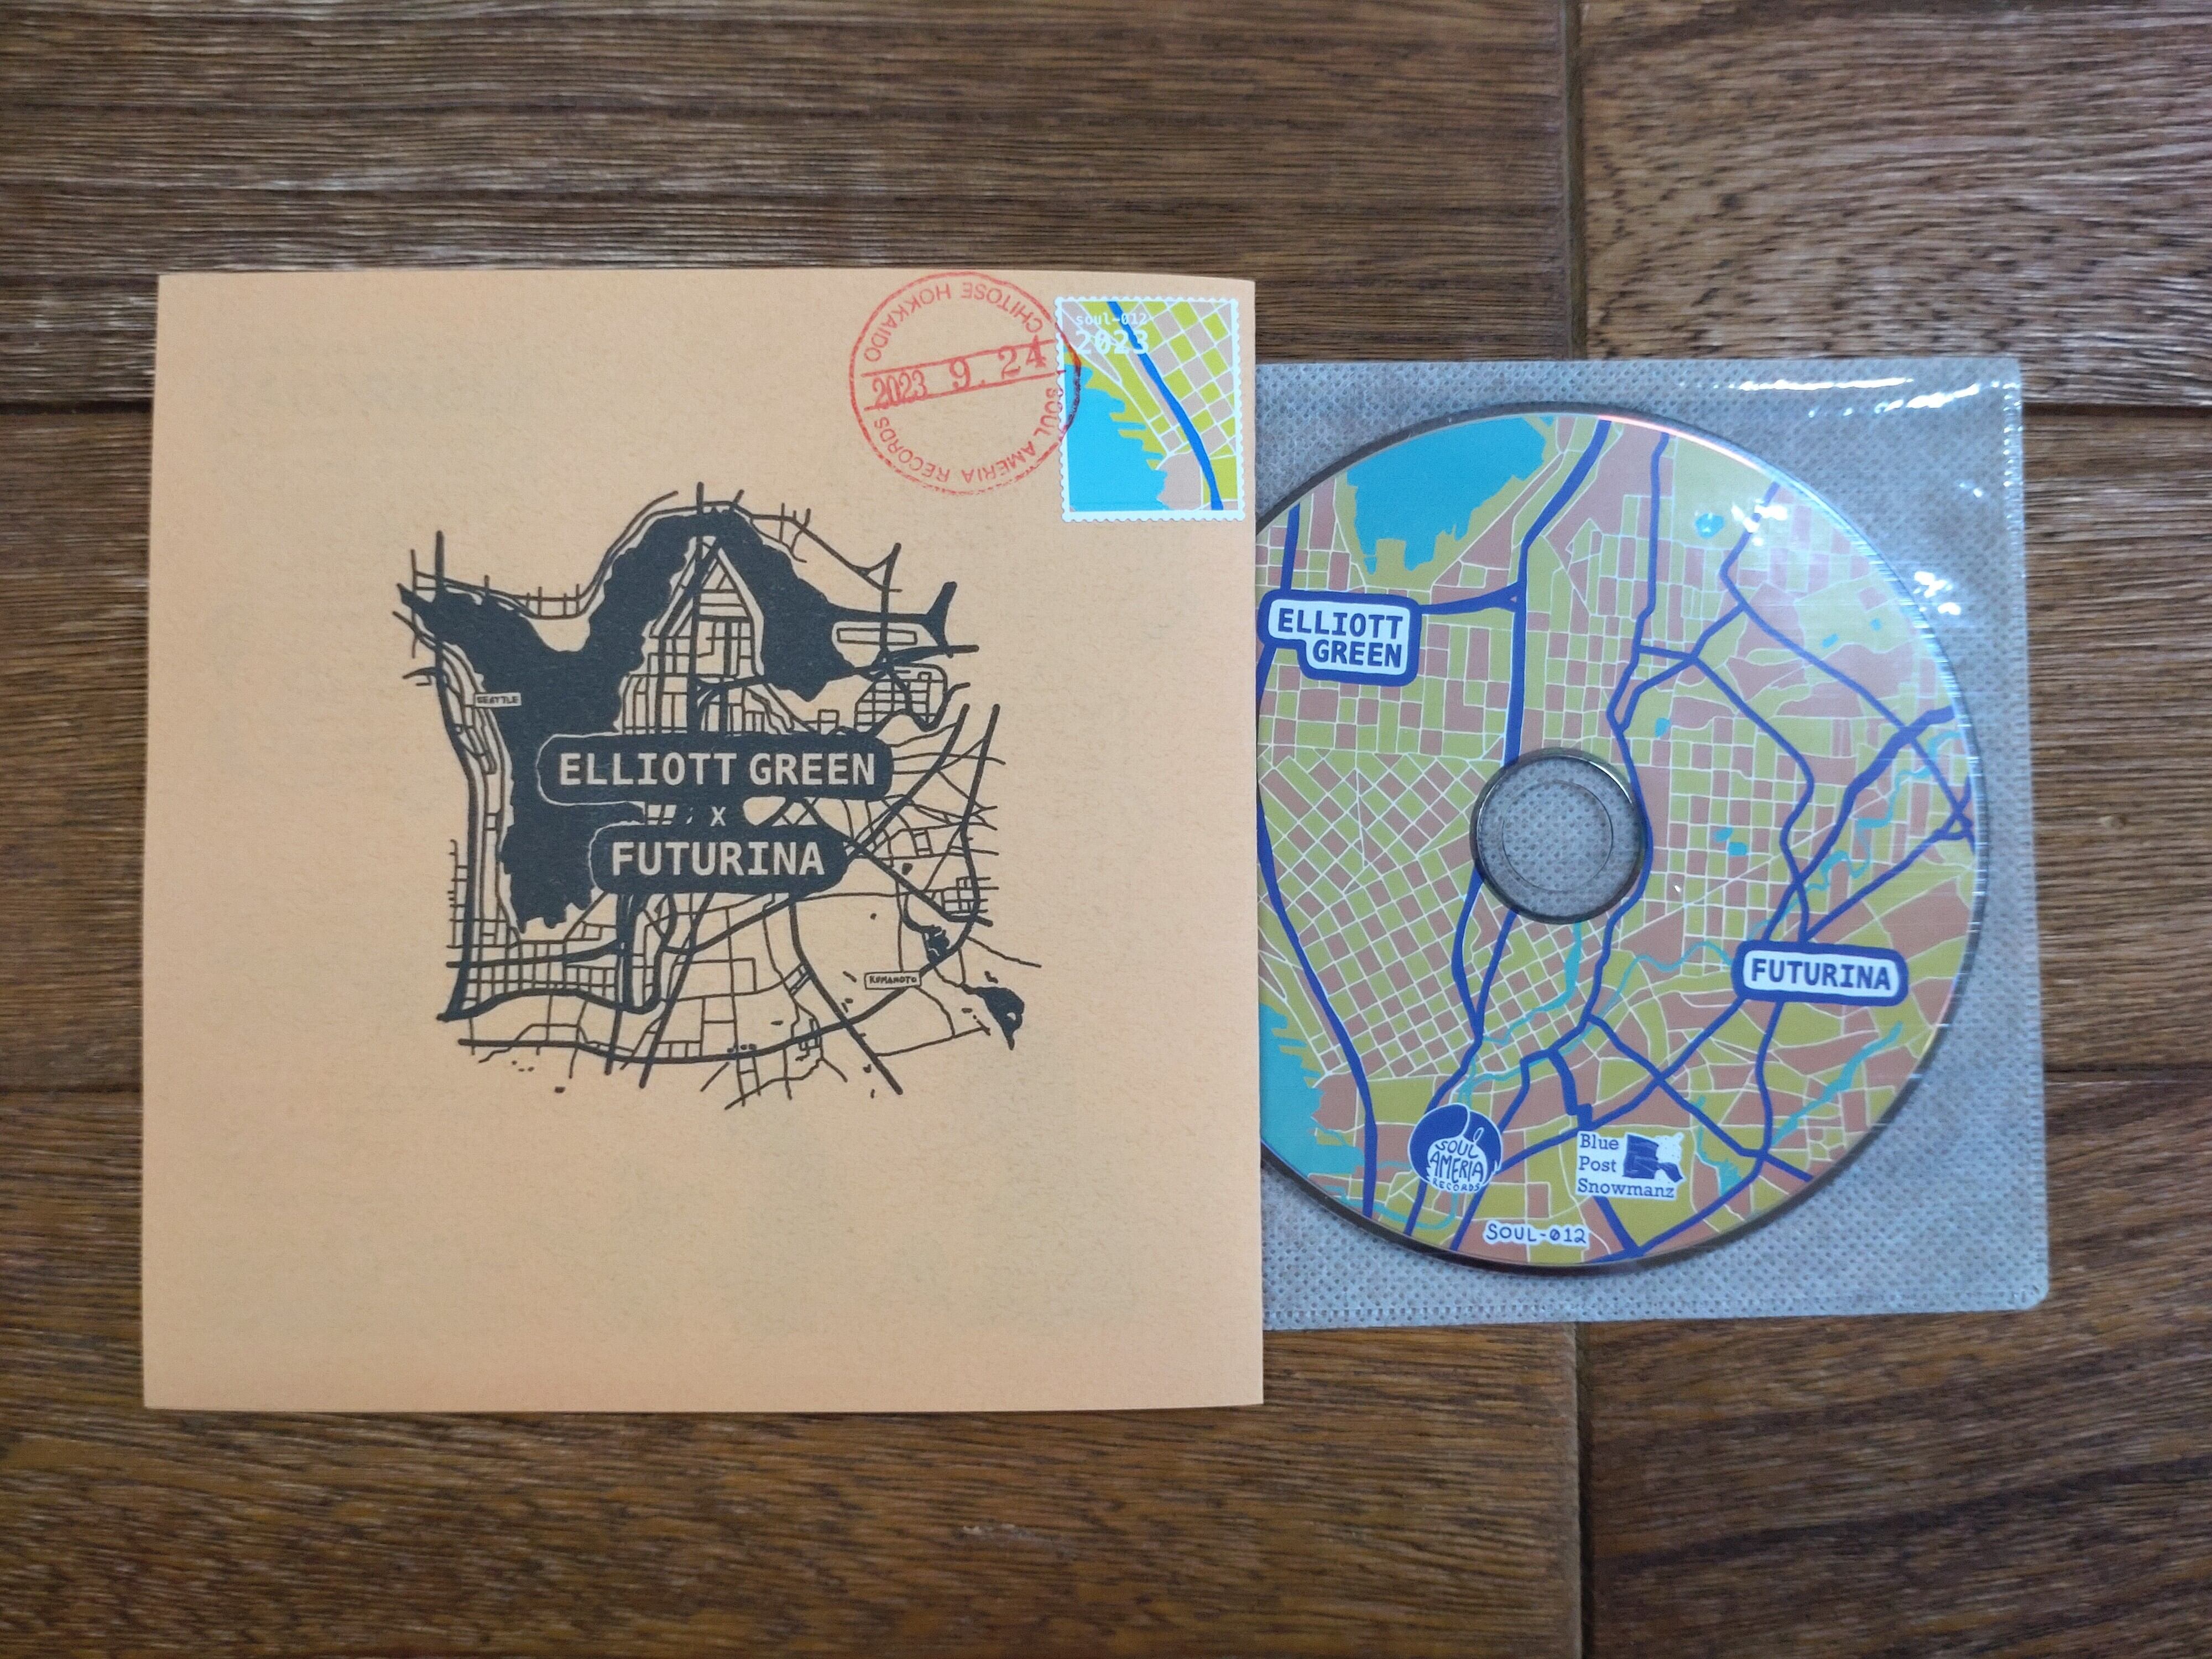 CHITOSE HOKKAIDO
2023 9.24
SOUL AMERIA RECORDS
soul-012
2023
SEATTLE
ELLIOTT GREEN
x
FUTURINA
KUMAMOTO
ELLIOTT
GREEN
FUTURINA
SOUL
AMERIA
RECORDS
Blue
Post
Snowmanz
SOUL-012